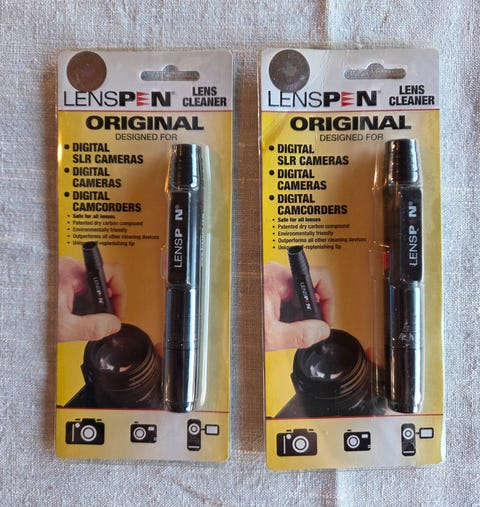 LENSPEN®
LENS
CLEANER
ORIGINAL
DESIGNED FOR
• DIGITAL
SLR CAMERAS
• DIGITAL
CAMERAS
• DIGITAL
CAMCORDERS
• Safe for all lenses
• Patented dry carbon compound
• Environmentally friendly
• Outperforms all other cleaning devices
LENSPEN®
LENSPEN®
LENSPEN®
LENS
CLEANER
ORIGINAL
DESIGNED FOR
• DIGITAL
SLR CAMERAS
• DIGITAL
CAMERAS
• DIGITAL
CAMCORDERS
• Safe for all lenses
• Patented dry carbon compound
• Environmentally friendly
• Outperforms all other cleaning devices
LENSPEN®
LENSPEN®